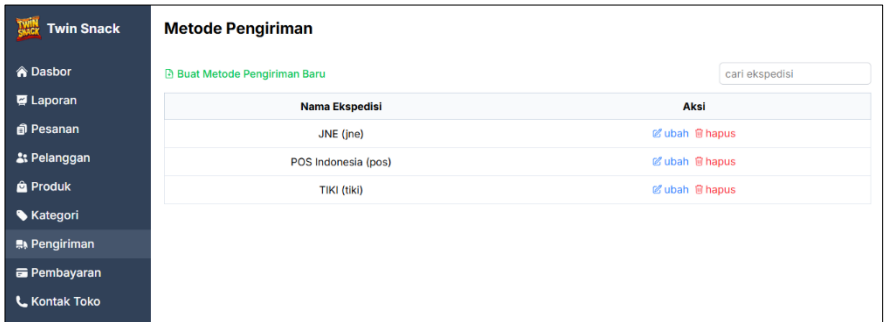 TWIN SNACK
Twin Snack
Dasbor
Laporan
Pesanan
Pelanggan
Produk
Kategori
Pengiriman
Pembayaran
Kontak Toko
Metode Pengiriman
Buat Metode Pengiriman Baru
cari ekspedisi
Nama Ekspedisi Aksi
JNE (jne) ubah hapus
POS Indonesia (pos) ubah hapus
TIKI (tiki) ubah hapus